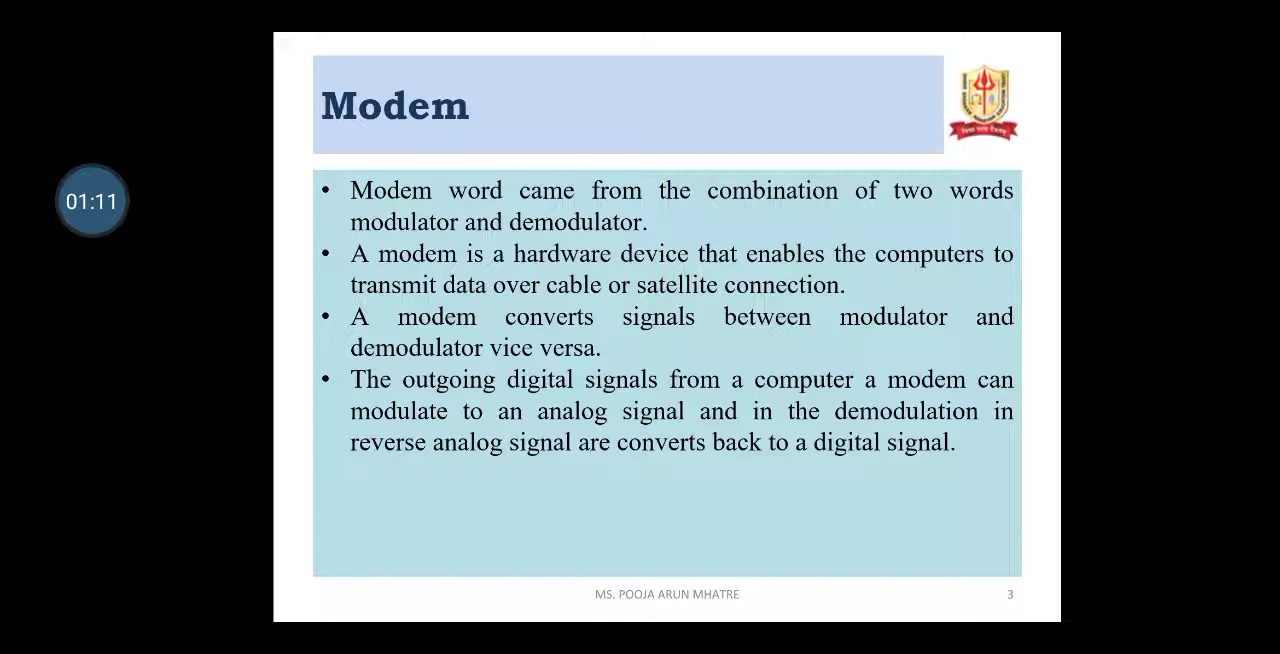 Modem
01:11
• Modem word came from the combination of two words
modulator and demodulator.
• A modem is a hardware device that enables the computers to
transmit data over cable or satellite connection.
• A modem converts signals between modulator and
demodulator vice versa.
• The outgoing digital signals from a computer a modem can
modulate to an analog signal and in the demodulation in
reverse analog signal are converts back to a digital signal.
MS. POOJA ARUN MHATRE
3